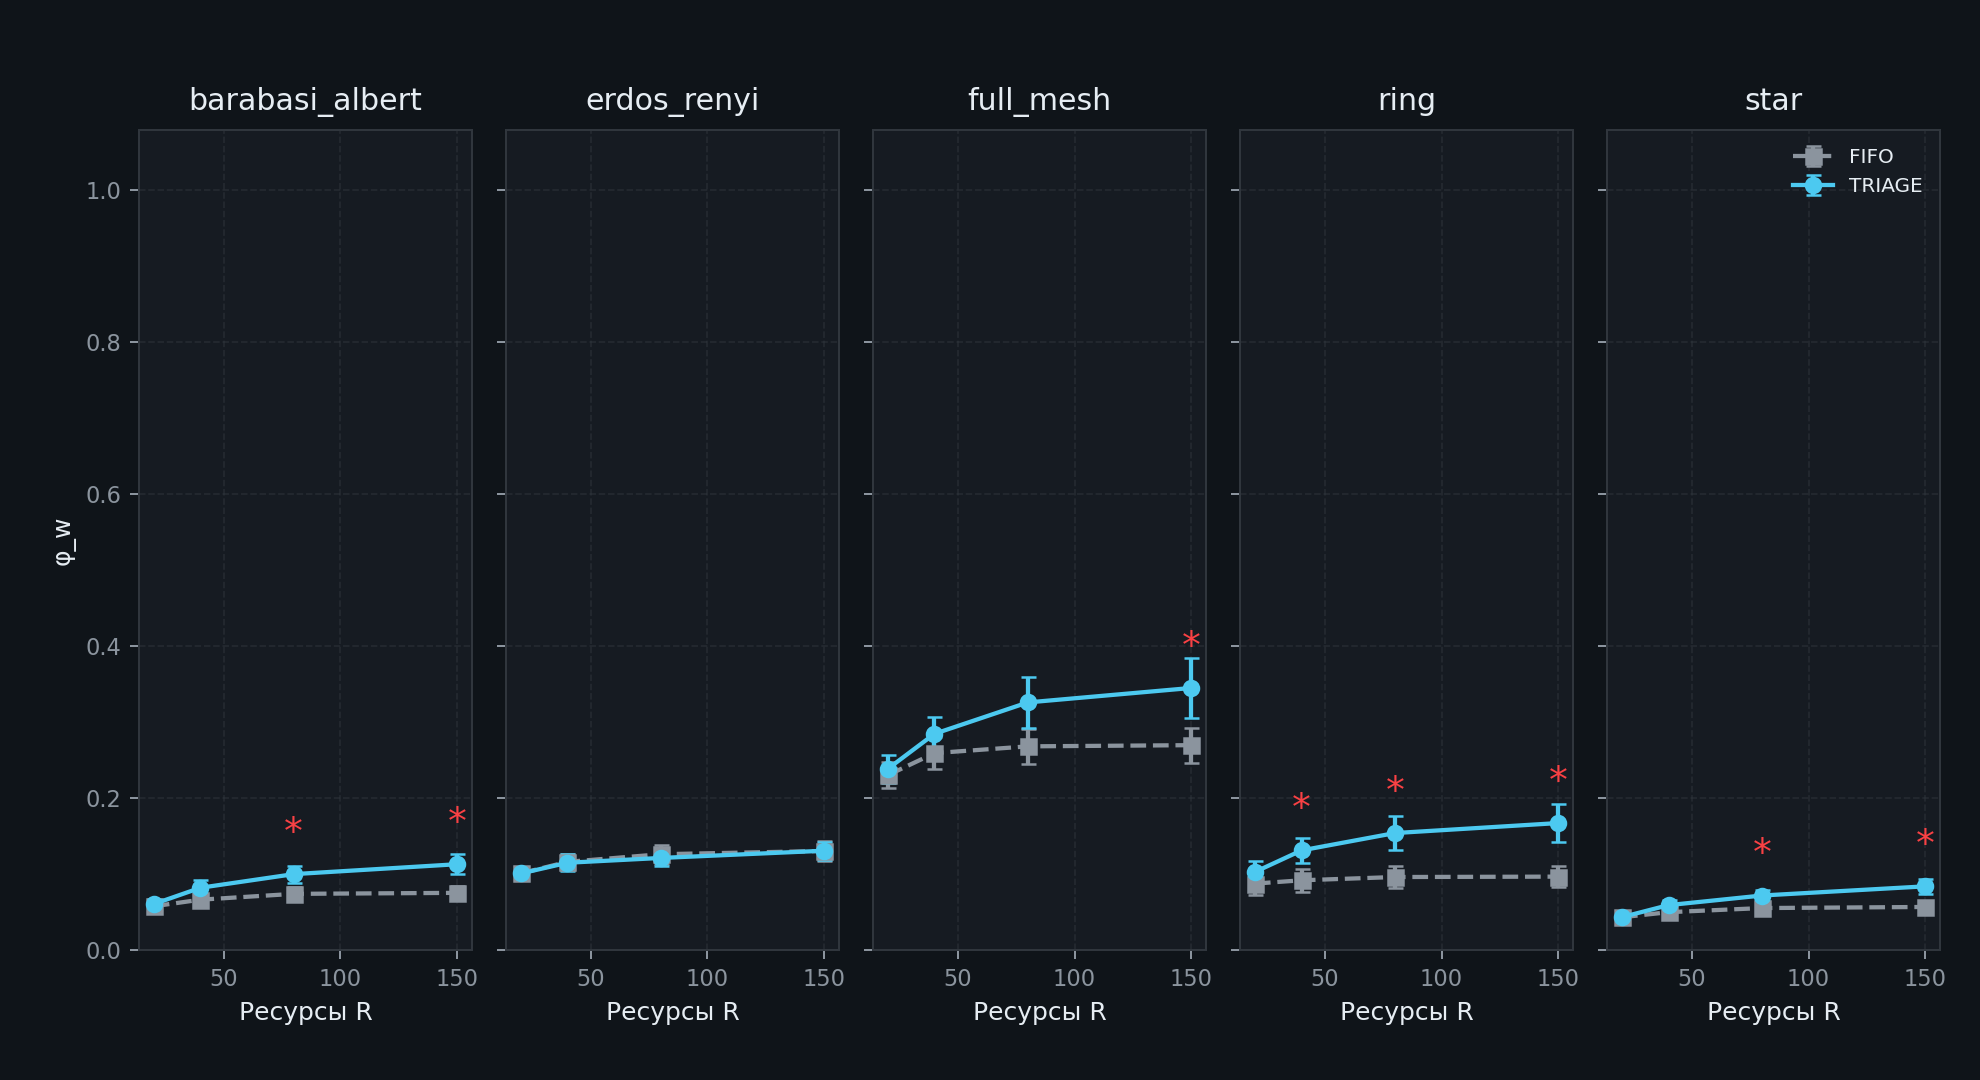 barabasi_albert
erdos_renyi
full_mesh
ring
star
FIFO
TRIAGE
1.0
0.8
0.6
0.4
0.2
0.0
φ_w
*
*
*
*
*
*
*
*
50 100 150
50 100 150
50 100 150
50 100 150
50 100 150
Ресурсы R
Ресурсы R
Ресурсы R
Ресурсы R
Ресурсы R